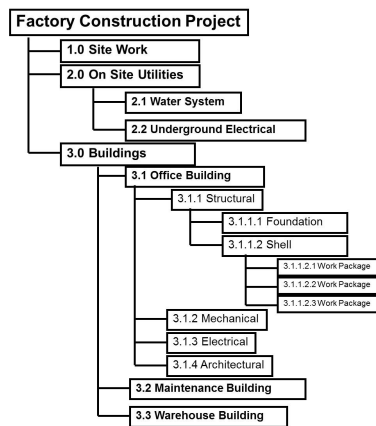 Factory Construction Project
1.0 Site Work
2.0 On Site Utilities
2.1 Water System
2.2 Underground Electrical
3.0 Buildings
3.1 Office Building
3.1.1 Structural
3.1.1.1 Foundation
3.1.1.2 Shell
3.1.1.2.1 Work Package
3.1.1.2.2 Work Package
3.1.1.2.3 Work Package
3.1.2 Mechanical
3.1.3 Electrical
3.1.4 Architectural
3.2 Maintenance Building
3.3 Warehouse Building